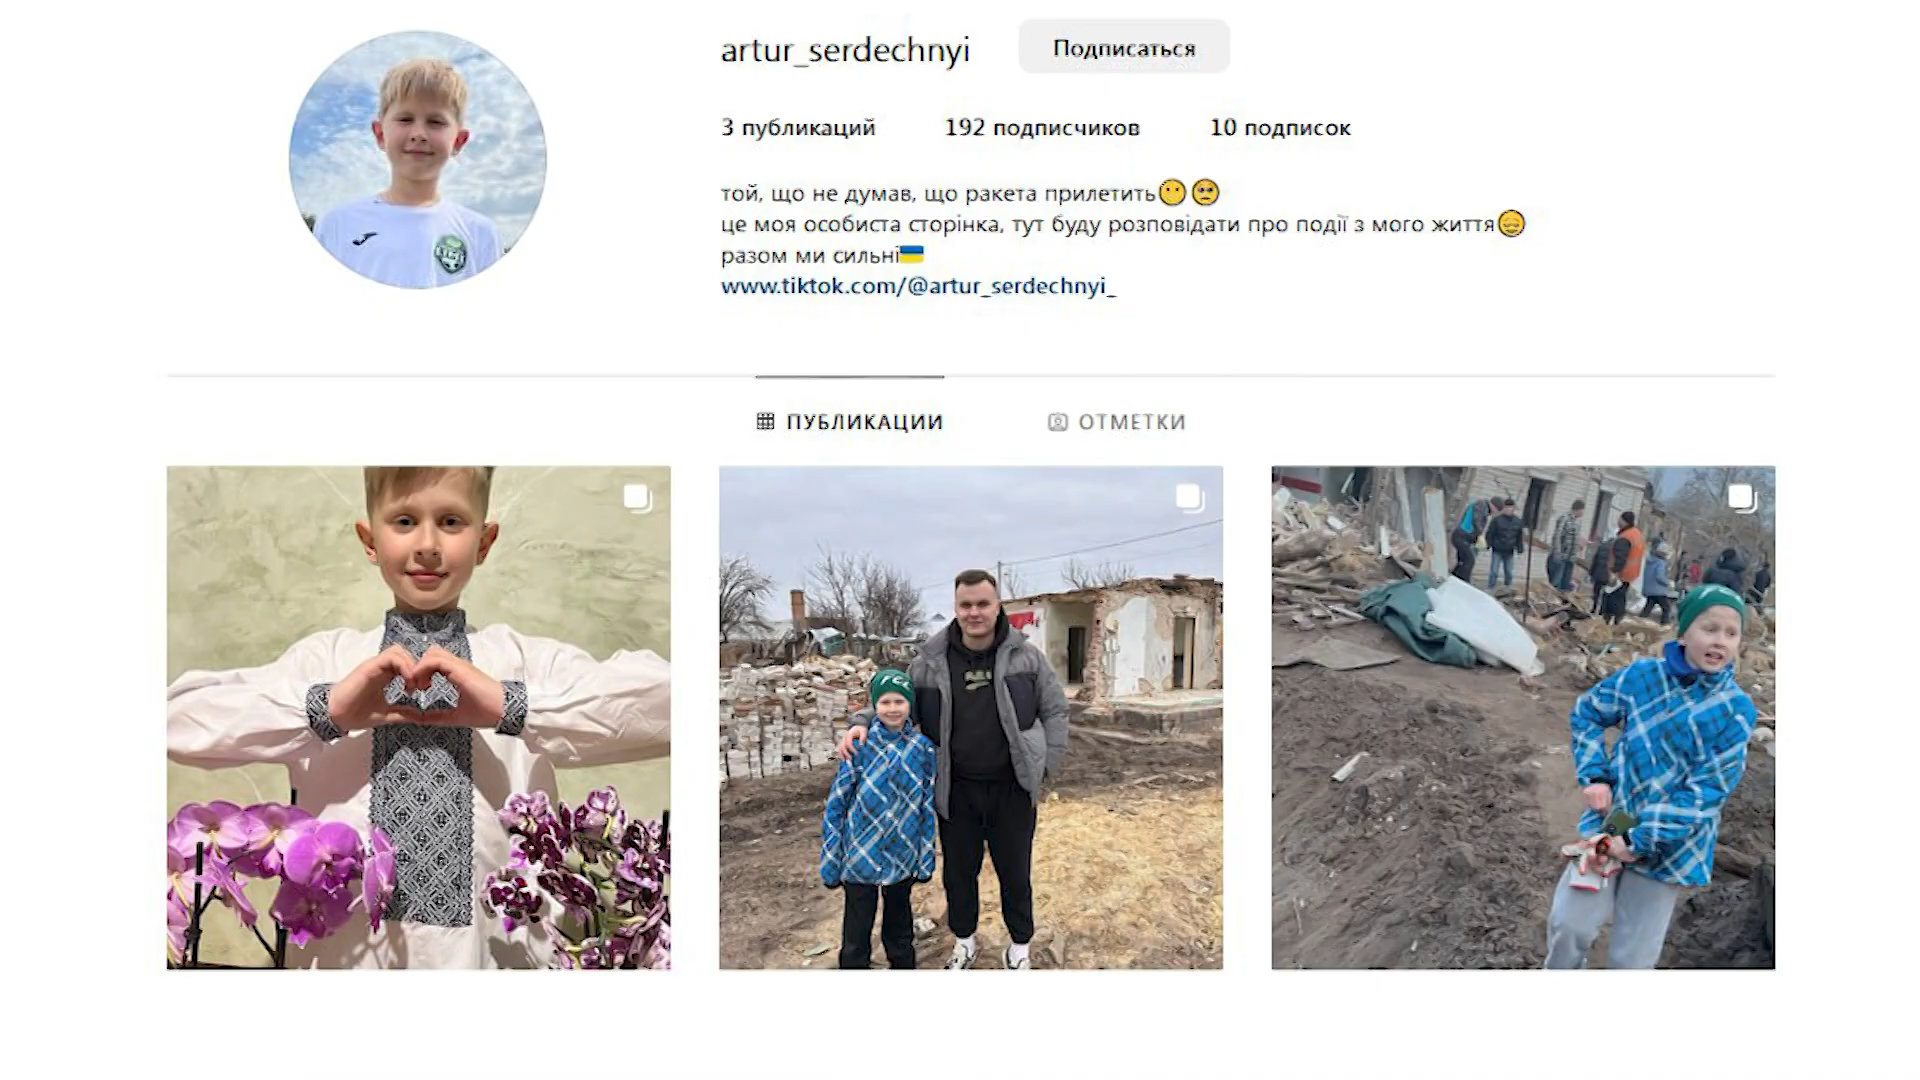 artur_serdechnyi
Подписаться
3 публикаций
192 подписчиков
10 подписок
той, що не думав, що ракета прилетить😶🥺
це моя особиста сторінка, тут буду розповідати про події з мого життя😌
разом ми сильні🇺🇦
www.tiktok.com/@artur_serdechnyi_
ПУБЛИКАЦИИ
ОТМЕТКИ